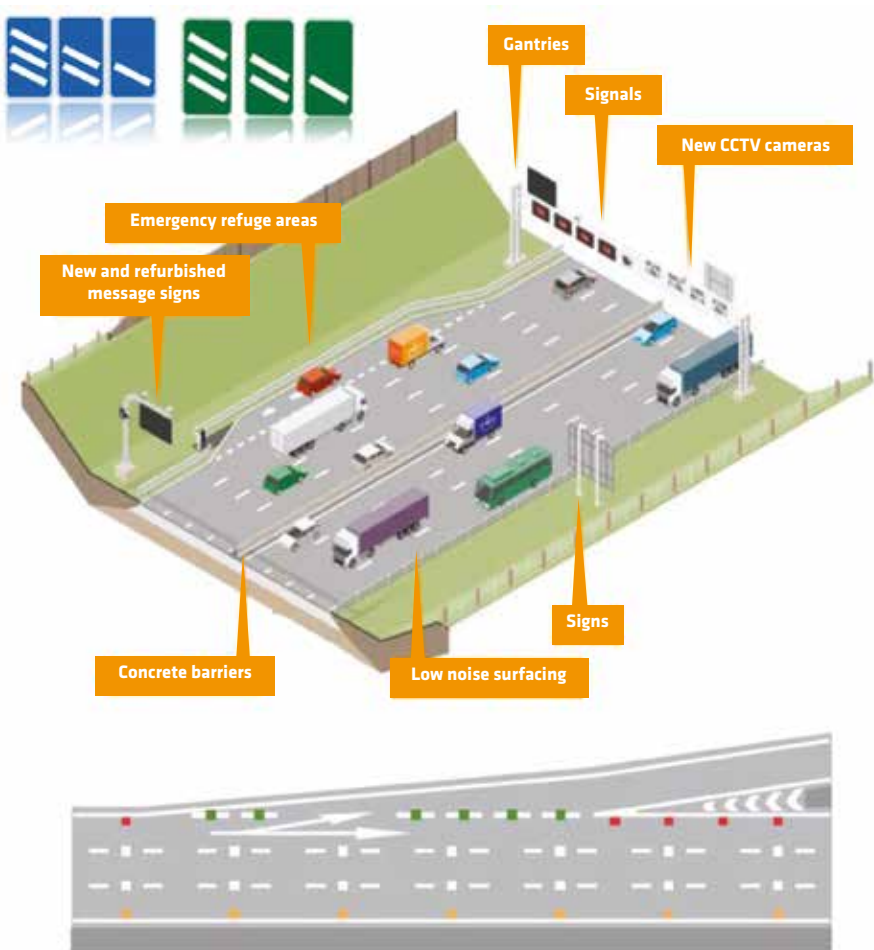 Gantries
Signals
New CCTV cameras
Emergency refuge areas
New and refurbished
message signs
Signs
Concrete barriers
Low noise surfacing